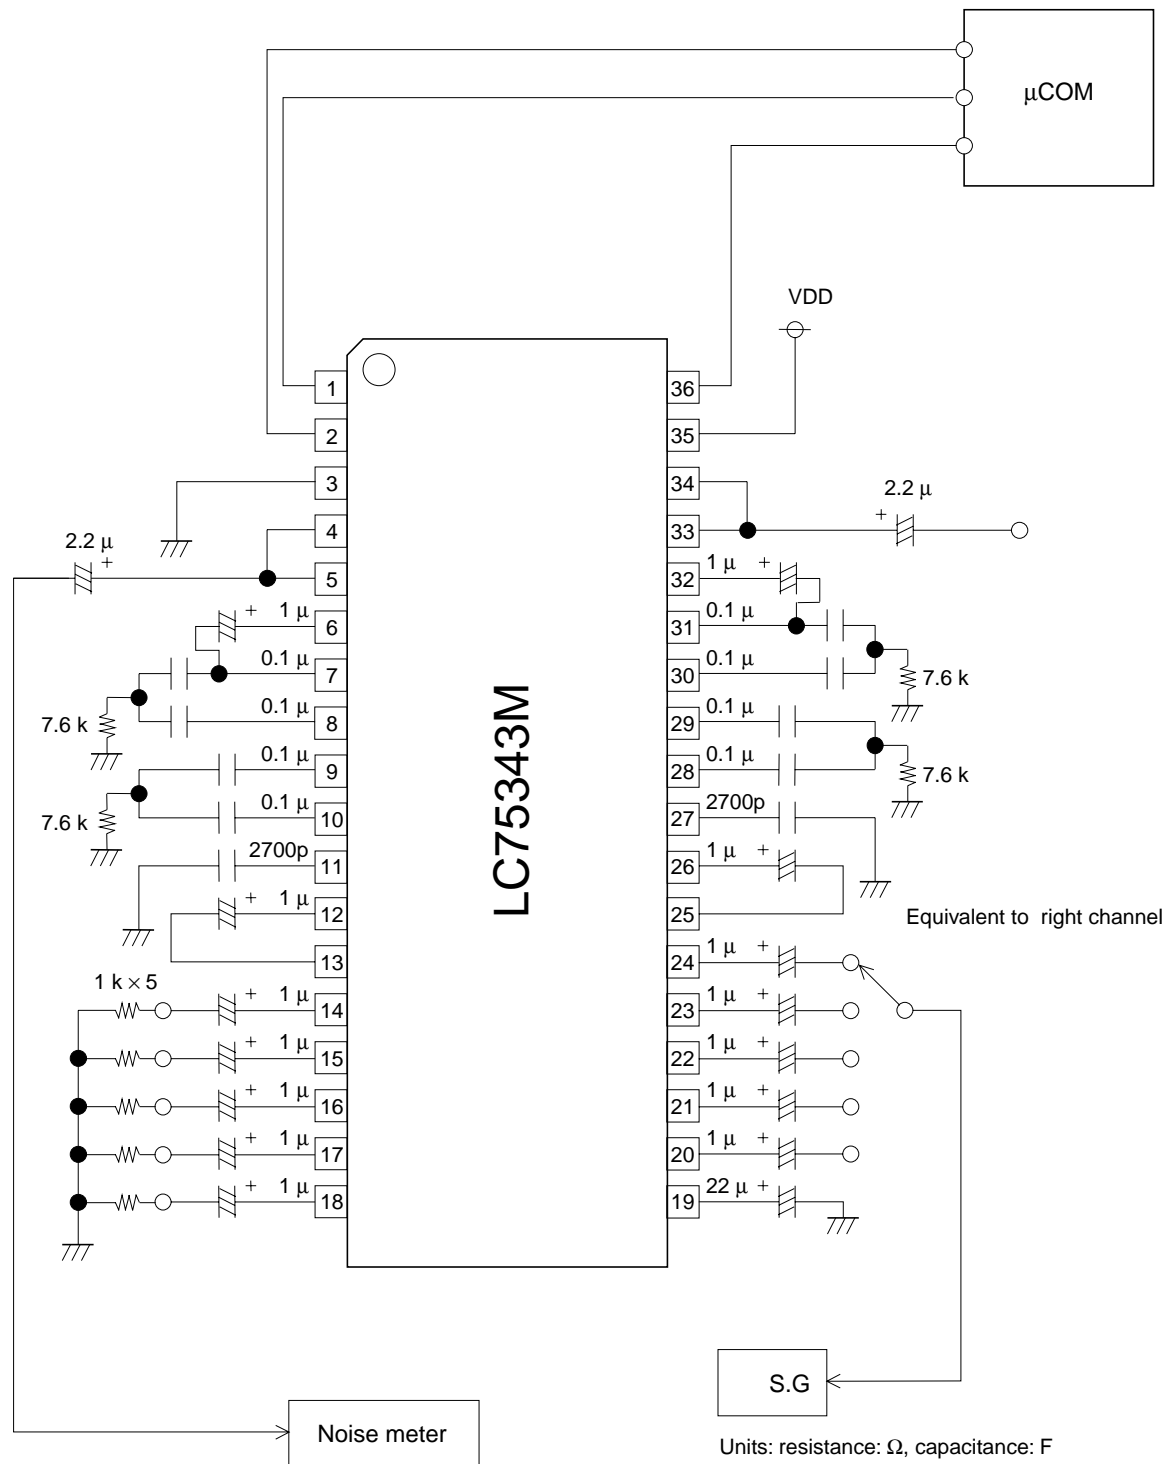 μCOM
VDD
1
36
2
35
3
34
2.2 μ
4
+
33
2.2 μ
+
5
1 μ +
32
+ 1 μ
6
0.1 μ
31
0.1 μ
7
0.1 μ
30
7.6 k
7.6 k
0.1 μ
8
0.1 μ
29
0.1 μ
9
0.1 μ
28
7.6 k
7.6 k
0.1 μ
10
2700p
27
2700p
11
1 μ +
26
+ 1 μ
12
25
Equivalent to right channel
13
1 μ +
24
1 k × 5
+ 1 μ
14
1 μ +
23
+ 1 μ
15
1 μ +
22
+ 1 μ
16
1 μ +
21
+ 1 μ
17
1 μ +
20
+ 1 μ
18
22 μ +
19
LC75343M
S.G
Noise meter
Units: resistance: Ω, capacitance: F